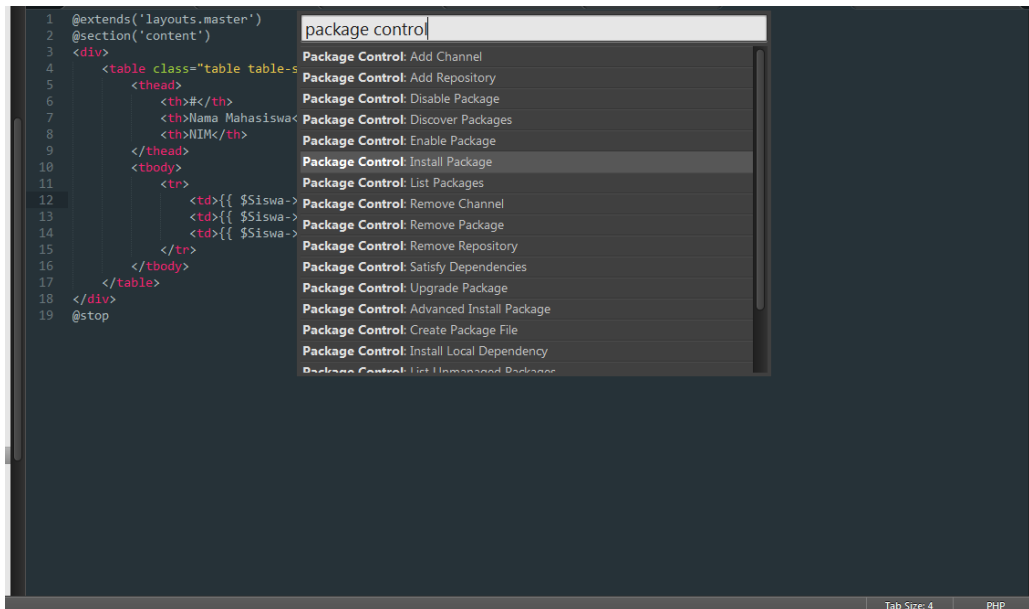 package control
Package Control: Add Channel
Package Control: Add Repository
Package Control: Disable Package
Package Control: Discover Packages
Package Control: Enable Package
Package Control: Install Package
Package Control: List Packages
Package Control: Remove Channel
Package Control: Remove Package
Package Control: Remove Repository
Package Control: Satisfy Dependencies
Package Control: Upgrade Package
Package Control: Advanced Install Package
Package Control: Create Package File
Package Control: Install Local Dependency
Package Control: List Unmanaged Packages
1 @extends('layouts.master')
2 @section('content')
3 <div>
4 <table class="table table-s
5 <thead>
6 <th>#</th>
7 <th>Nama Mahasiswa<
8 <th>NIM</th>
9 </thead>
10 <tbody>
11 <tr>
12 <td>{{ $Siswa->
13 <td>{{ $Siswa->
14 <td>{{ $Siswa->
15 </tr>
16 </tbody>
17 </table>
18 </div>
19 @stop
Tab Size: 4 PHP